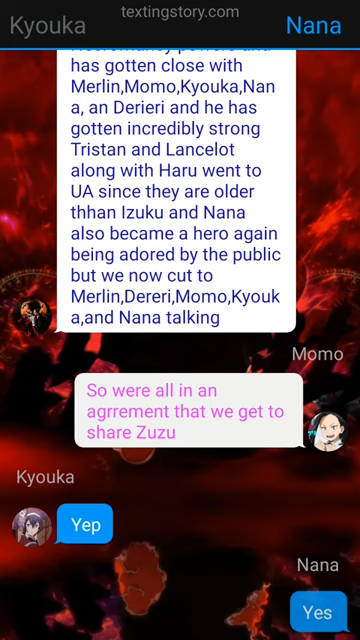 textingstory.com
Kyouka Nana
Necromancy powers and
has gotten close with
Merlin,Momo,Kyouka,Nan
a, an Derieri and he has
gotten incredibly strong
Tristan and Lancelot
along with Haru went to
UA since they are older
thhan Izuku and Nana
also became a hero again
being adored by the public
but we now cut to
Merlin,Dereri,Momo,Kyouk
a,and Nana talking
Momo
So were all in an
agrrement that we get to
share Zuzu
Kyouka
Yep
Nana
Yes